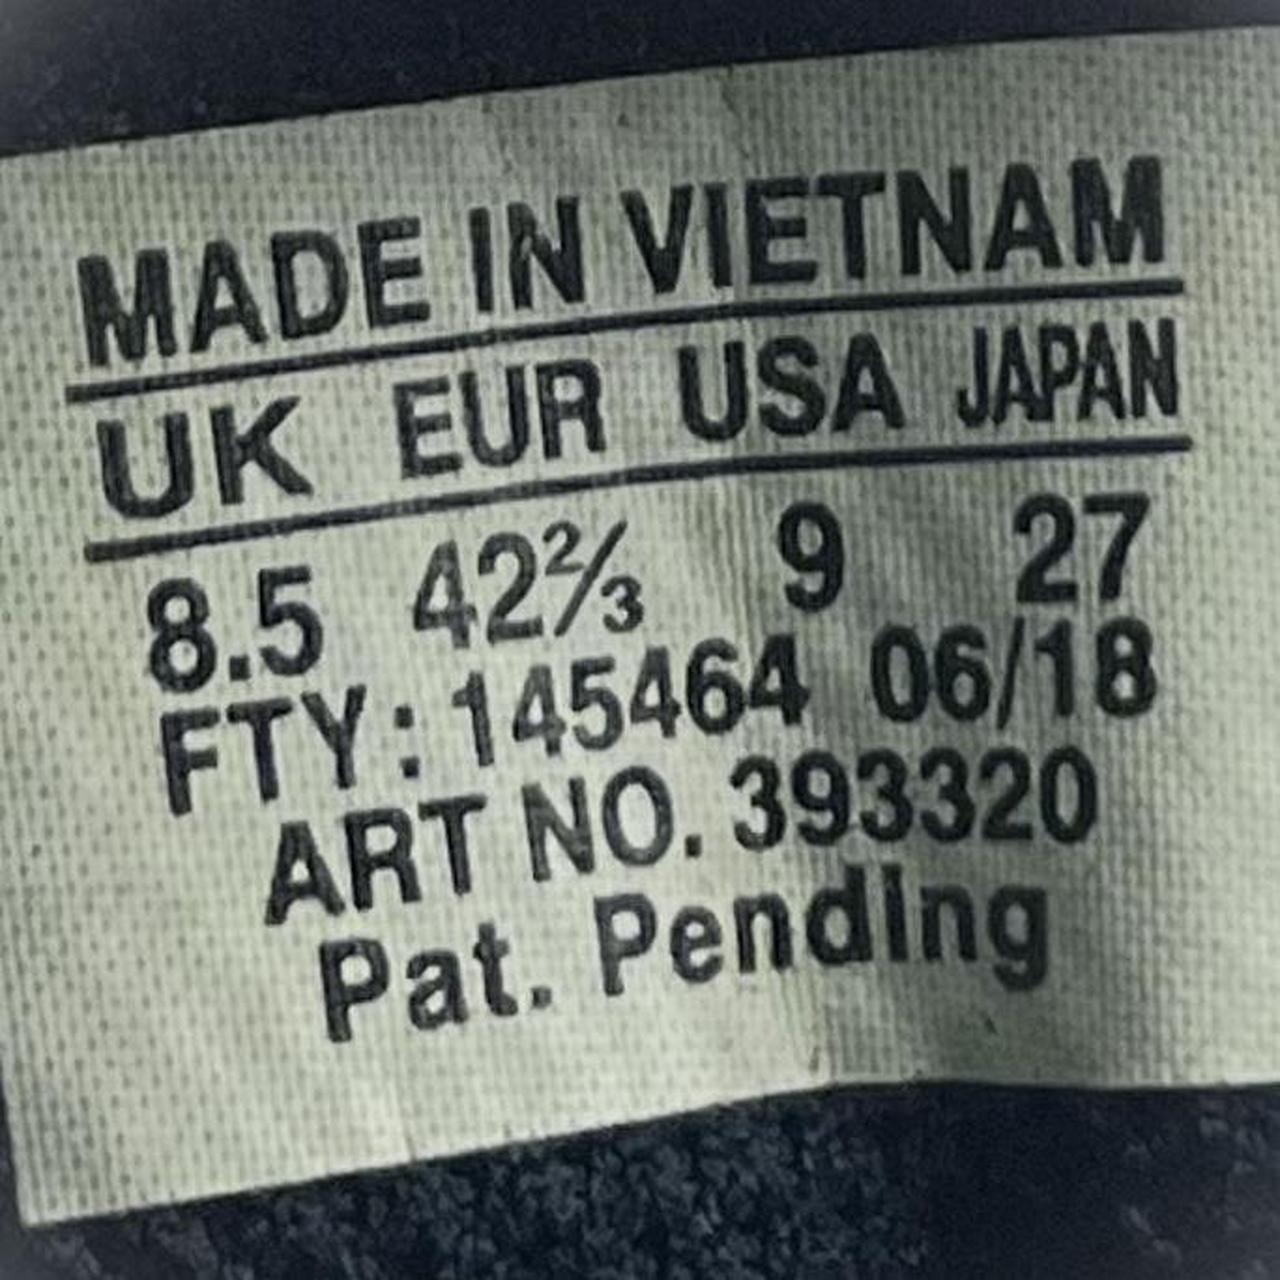 MADE IN VIETNAM
UK EUR USA JAPAN
8.5 42⅔ 9 27
FTY: 145464 06/18
ART NO. 393320
Pat. Pending